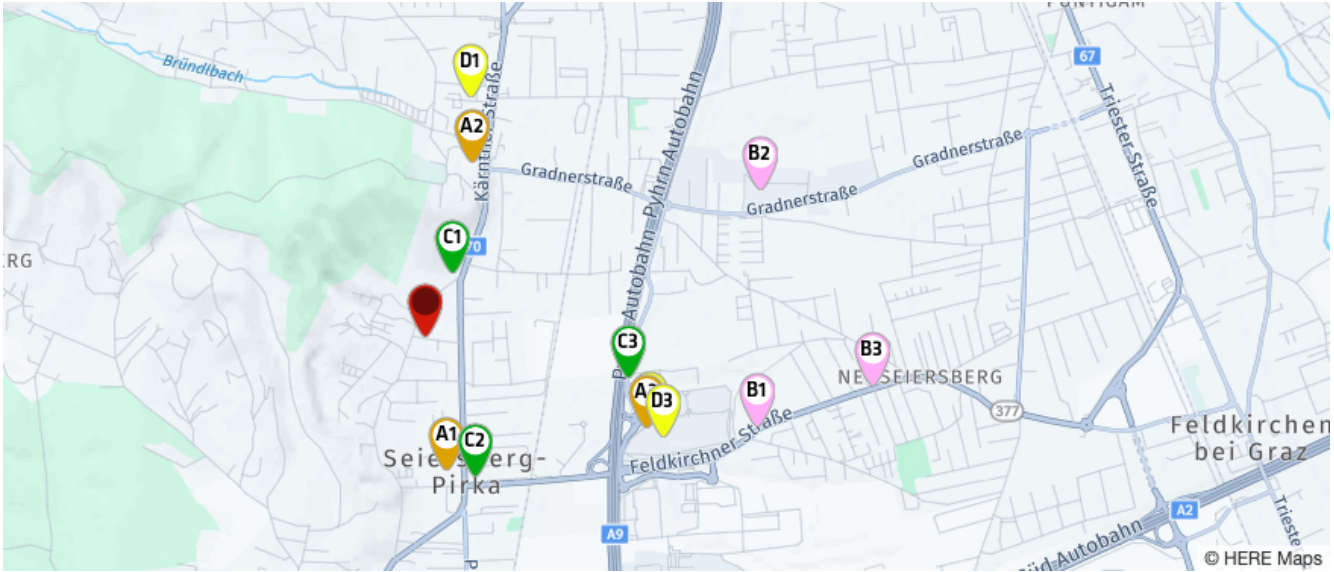 PUNTIGAM
Bründlbach
D1
67
A2
Kärntner Straße
Pyhrn-Autobahn
Triester Straße
B2
Gradnerstraße
Gradnerstraße
Gradnerstraße
C1
70
RG
Autobahn
C3
P
B3
NEUSEIERSBERG
A3
D3
B1
377
Feldkirchen
bei Graz
A1
C2
Seiersberg-
Pirka
Feldkirchner Straße
A9
A2
Süd Autobahn
Trieste
P
© HERE Maps